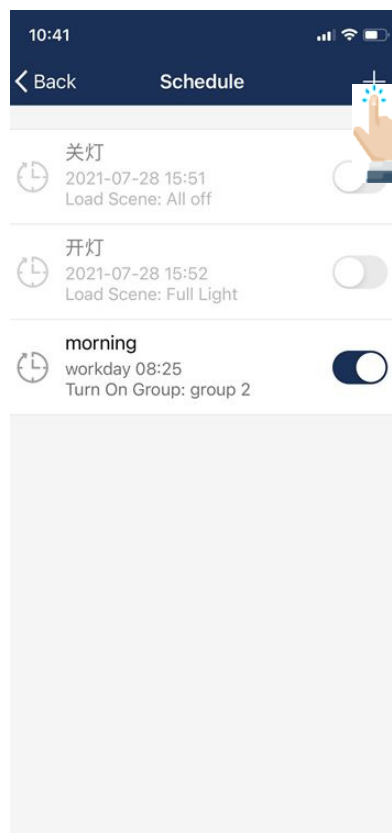 10:41
Back
Schedule
关灯
2021-07-28 15:51
Load Scene: All off
开灯
2021-07-28 15:52
Load Scene: Full Light
morning
workday 08:25
Turn On Group: group 2